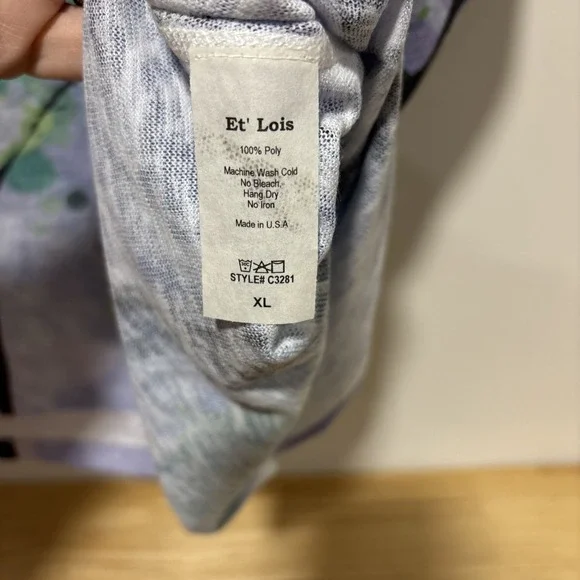 Et' Lois
100% Poly
Machine Wash Cold
No Bleach
Hang Dry
No Iron
Made in U.S.A
STYLE# C3281
XL